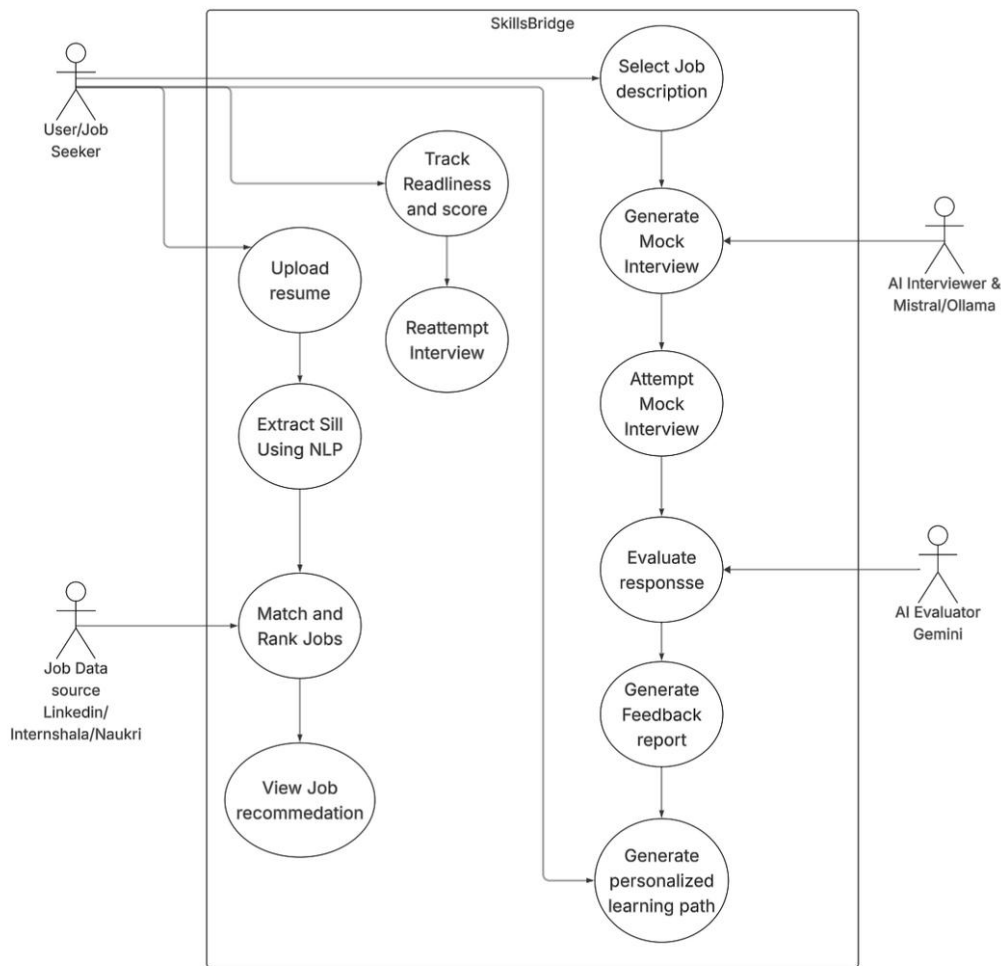 SkillsBridge
Select Job
description
User/Job
Seeker
Track
Readliness
and score
Generate
Mock
Interview
AI Interviewer &
Mistral/Ollama
Upload
resume
Reattempt
Interview
Attempt
Mock
Interview
Extract Sill
Using NLP
Evaluate
responsse
AI Evaluator
Gemini
Match and
Rank Jobs
Job Data
source
Linkedin/
Internshala/Naukri
Generate
Feedback
report
View Job
recommedation
Generate
personalized
learning path